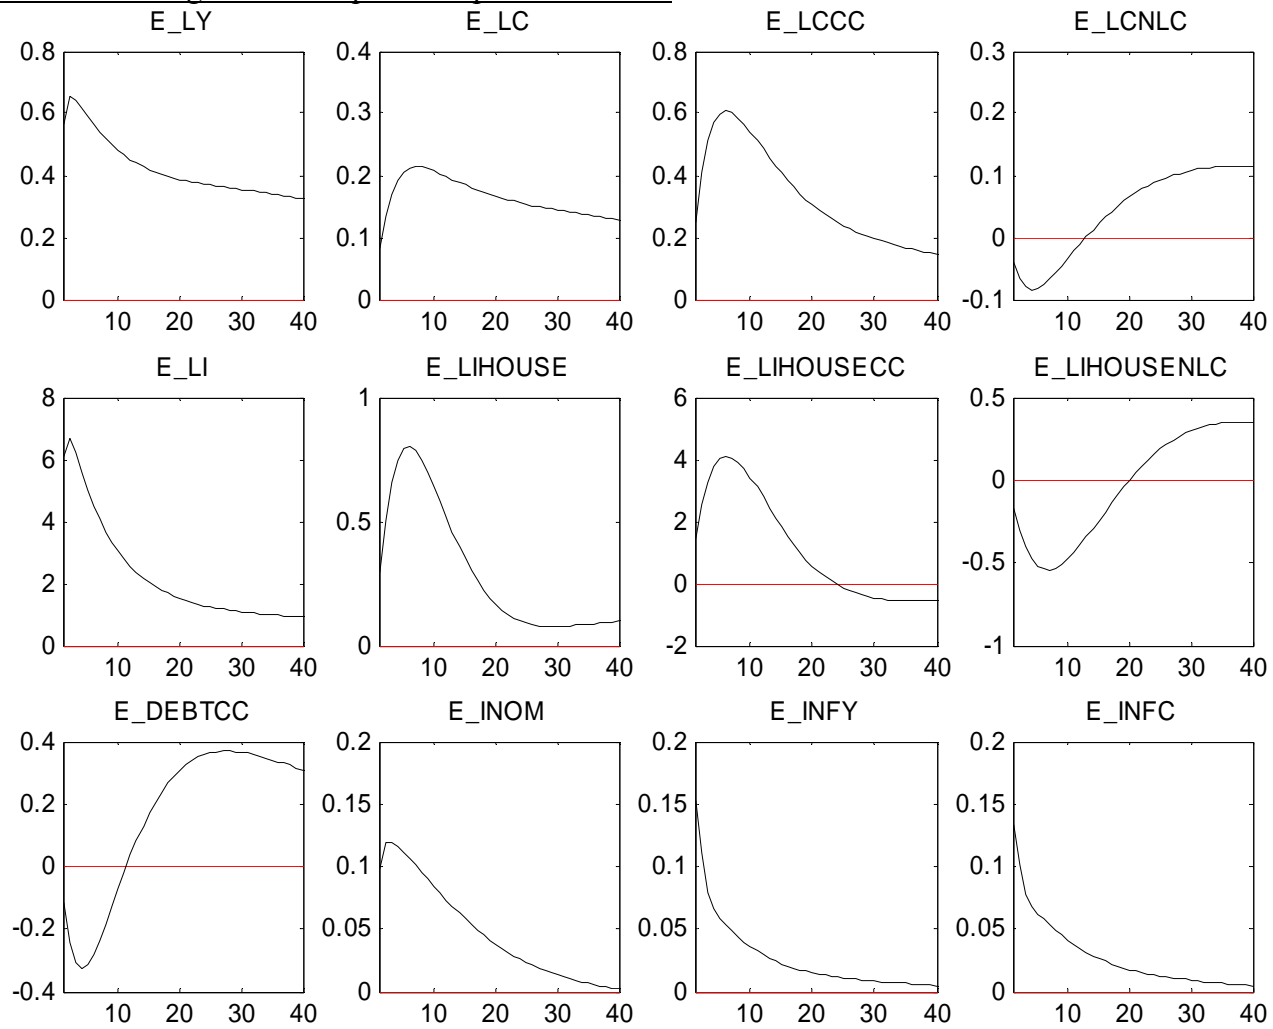 E_LY E_LC E_LCCC E_LCNLC
0.8 0.4 0.8 0.3
0.6 0.3 0.6 0.2
0.4 0.2 0.4 0.1
0.2 0.1 0.2 0
0 0 0 -0.1
10 20 30 40 10 20 30 40 10 20 30 40 10 20 30 40
E_LI E_LIHOUSE E_LIHOUSECC E_LIHOUSENLC
8 1 6 0.5
6 4 0
4 0.5 2 -0.5
2 0
0 0 -2 -1
10 20 30 40 10 20 30 40 10 20 30 40 10 20 30 40
E_DEBTCC E_INOM E_INFY E_INFC
0.4 0.2 0.2 0.2
0.2 0.15 0.15 0.15
0 0.1 0.1 0.1
-0.2 0.05 0.05 0.05
-0.4 0 0 0
10 20 30 40 10 20 30 40 10 20 30 40 10 20 30 40